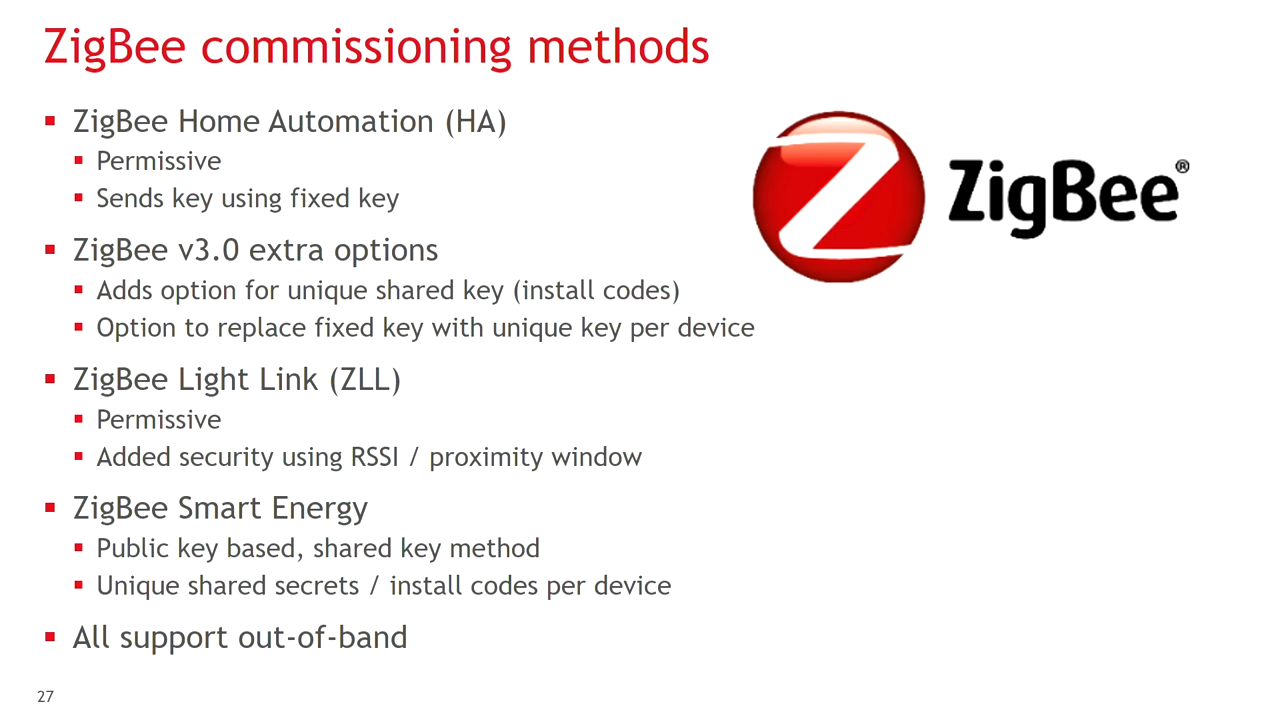 ZigBee commissioning methods
ZigBee Home Automation (HA)
Permissive
Sends key using fixed key
ZigBee v3.0 extra options
Adds option for unique shared key (install codes)
Option to replace fixed key with unique key per device
ZigBee Light Link (ZLL)
Permissive
Added security using RSSI / proximity window
ZigBee Smart Energy
Public key based, shared key method
Unique shared secrets / install codes per device
All support out-of-band
ZigBee®
27